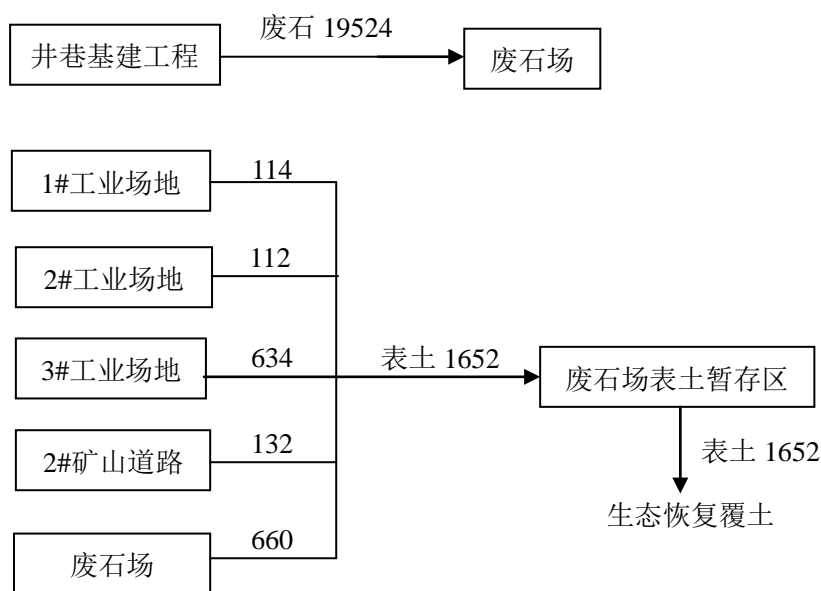 废石 19524
井巷基建工程
废石场
1#工业场地
114
2#工业场地
112
3#工业场地
634
表土 1652
废石场表土暂存区
2#矿山道路
132
表土 1652
生态恢复覆土
废石场
660